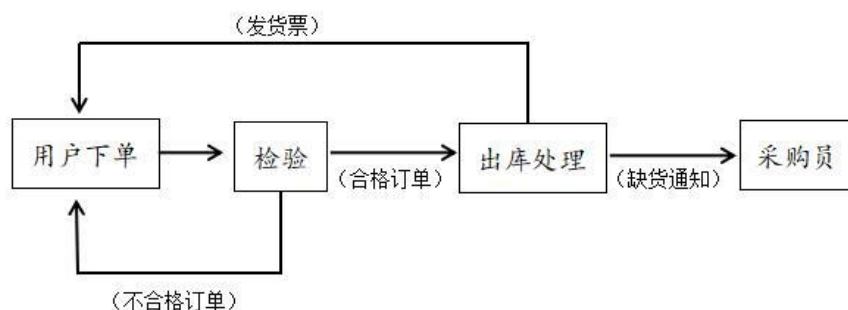 （发货票）
用户下单
检验
（合格订单）
出库处理
（缺货通知）
采购员
（不合格订单）